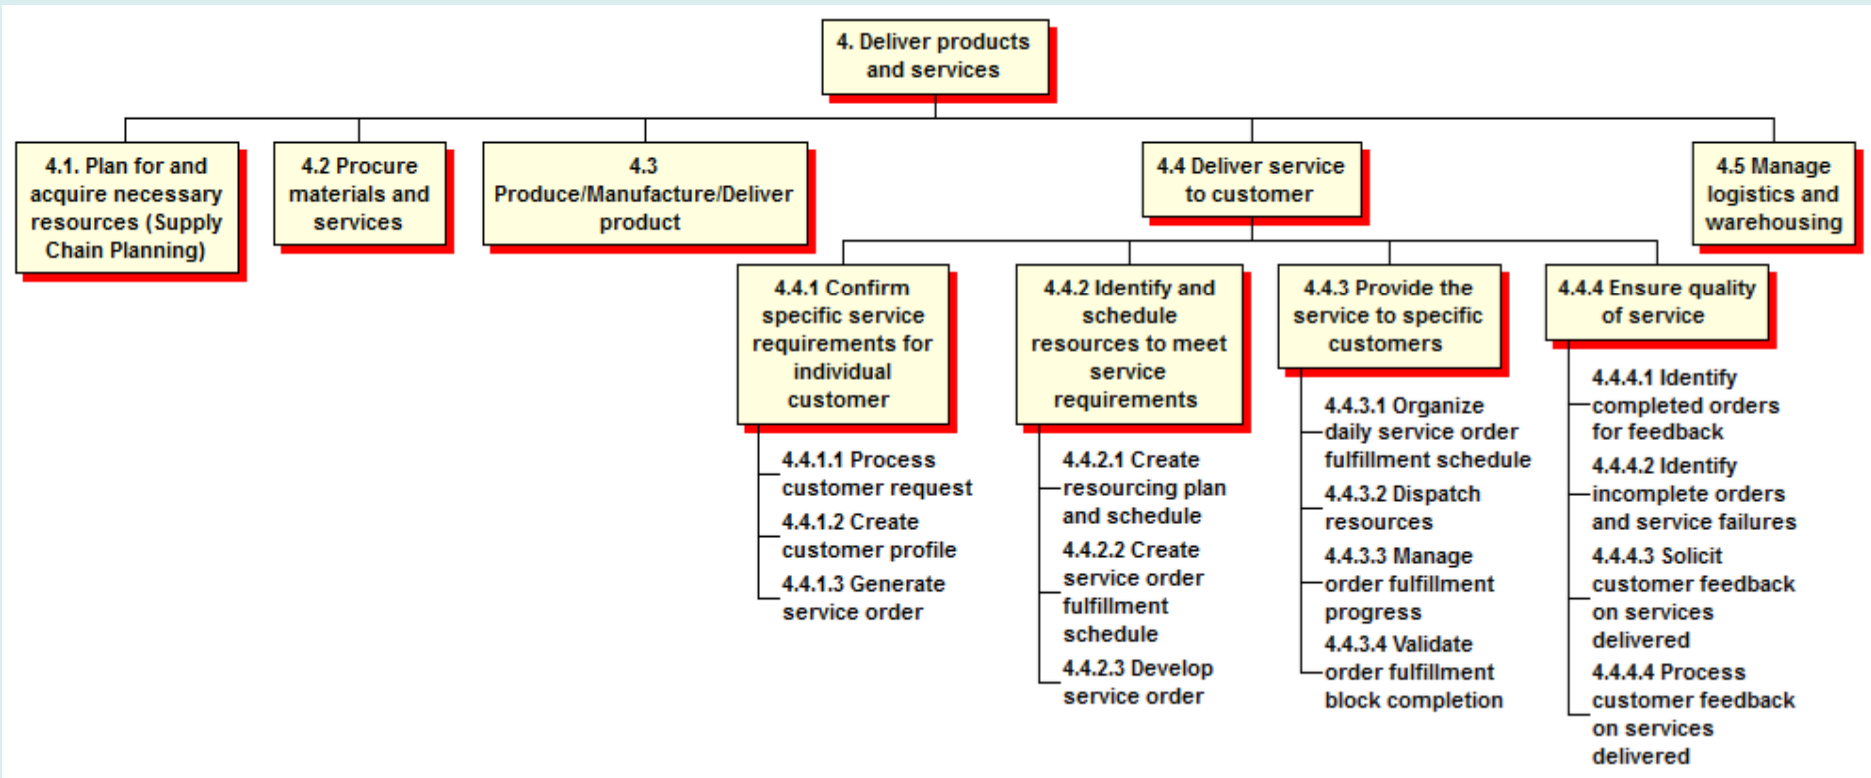 4. Deliver products
and services
4.1. Plan for and
acquire necessary
resources (Supply
Chain Planning)
4.2 Procure
materials and
services
4.3
Produce/Manufacture/Deliver
product
4.4 Deliver service
to customer
4.5 Manage
logistics and
warehousing
4.4.1 Confirm
specific service
requirements for
individual
customer
4.4.1.1 Process
customer request
4.4.1.2 Create
customer profile
4.4.1.3 Generate
service order
4.4.2 Identify and
schedule
resources to meet
service
requirements
4.4.2.1 Create
resourcing plan
and schedule
4.4.2.2 Create
service order
fulfillment
schedule
4.4.2.3 Develop
service order
4.4.3 Provide the
service to specific
customers
4.4.3.1 Organize
daily service order
fulfillment schedule
4.4.3.2 Dispatch
resources
4.4.3.3 Manage
order fulfillment
progress
4.4.3.4 Validate
order fulfillment
block completion
4.4.4 Ensure quality
of service
4.4.4.1 Identify
completed orders
for feedback
4.4.4.2 Identify
incomplete orders
and service failures
4.4.4.3 Solicit
customer feedback
on services
delivered
4.4.4.4 Process
customer feedback
on services
delivered